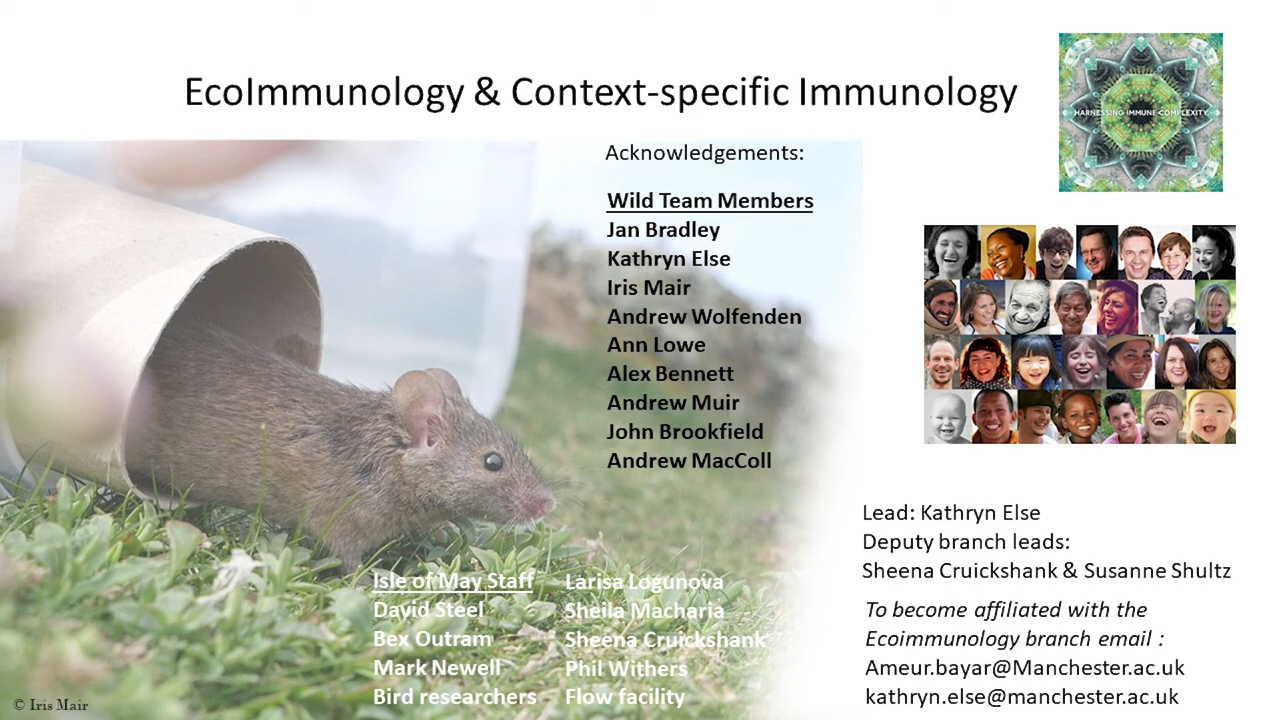 EcoImmunology & Context-specific Immunology
HARNESSING IMMUNE COMPLEXITY
Acknowledgements:
Wild Team Members
Jan Bradley
Kathryn Else
Iris Mair
Andrew Wolfenden
Ann Lowe
Alex Bennett
Andrew Muir
John Brookfield
Andrew MacColl
Isle of May Staff
David Steel
Bex Outram
Mark Newell
Bird researchers
Larisa Logunova
Sheila Macharia
Sheena Cruickshank
Phil Withers
Flow facility
Lead: Kathryn Else
Deputy branch leads:
Sheena Cruickshank & Susanne Shultz
To become affiliated with the
Ecoimmunology branch email :
Ameur.bayar@Manchester.ac.uk
kathryn.else@manchester.ac.uk
© Iris Mair